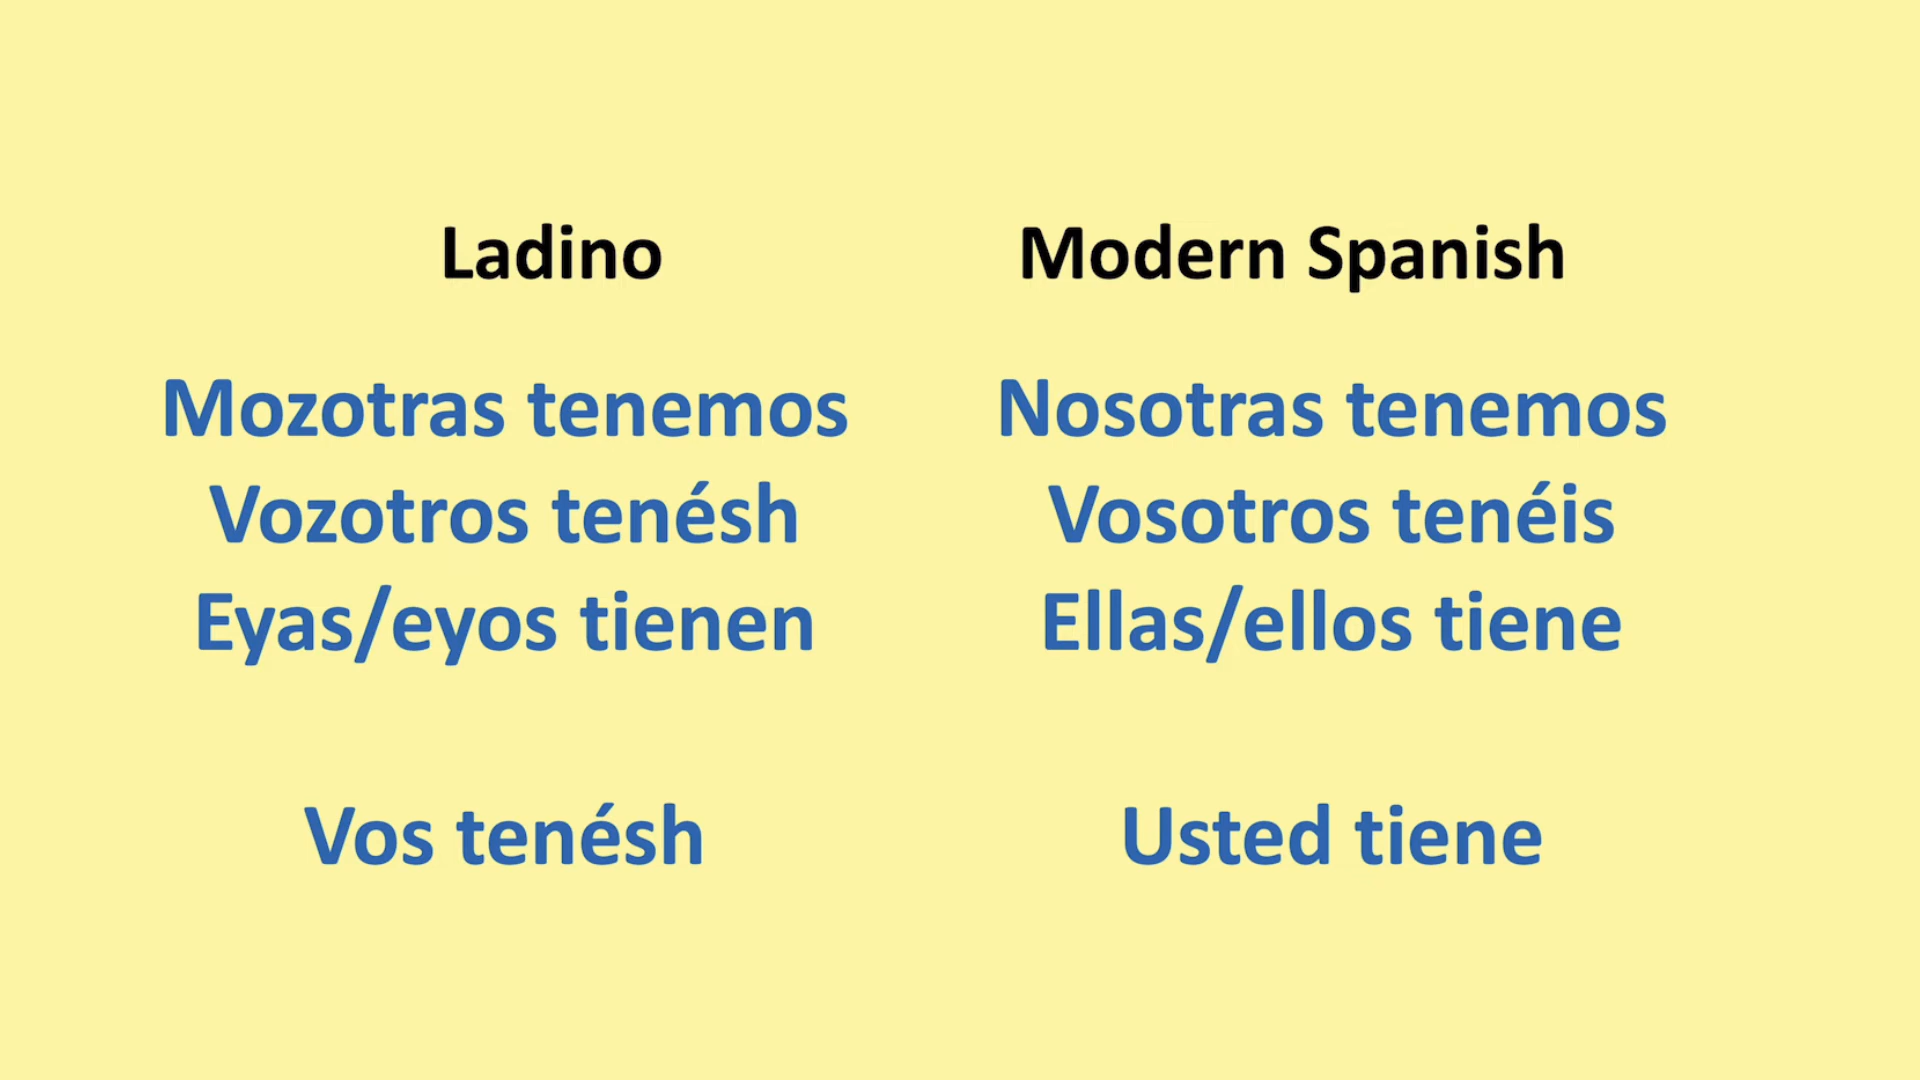 Ladino Modern Spanish
Mozotras tenemos Nosotras tenemos
Vozotros tenésh Vosotros tenéis
Eyas/eyos tienen Ellas/ellos tiene
Vos tenésh Usted tiene